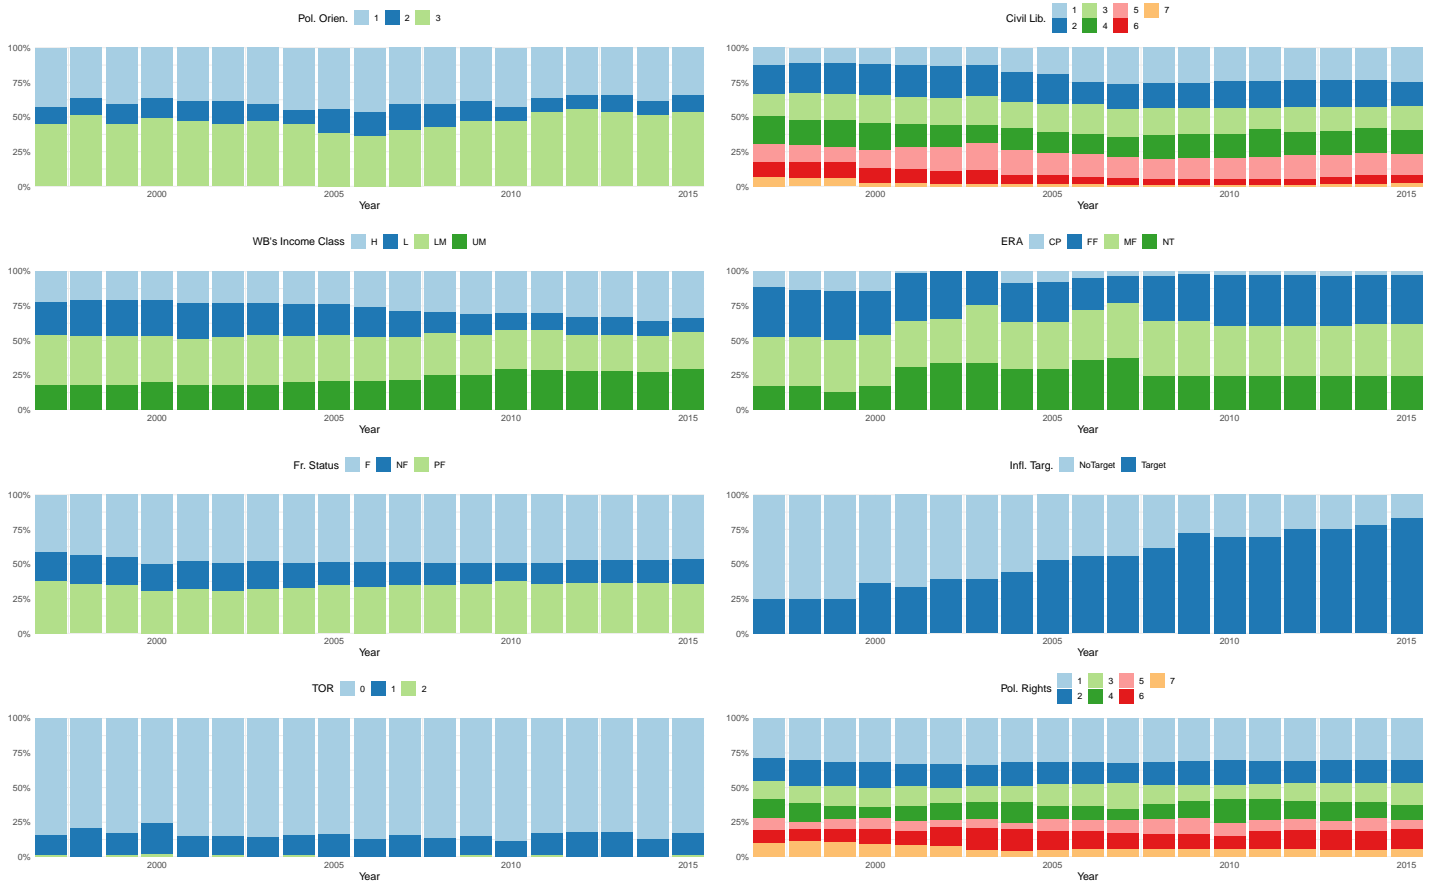 Pol. Orien. 1 2 3
100%
75%
50%
25%
0%
2000 2005 2010 2015
Year
Civil Lib. 1 3 5 7
2 4 6
100%
75%
50%
25%
0%
2000 2005 2010 2015
Year
WB's Income Class H L LM UM
100%
75%
50%
25%
0%
2000 2005 2010 2015
Year
ERA CP FF MF NT
100%
75%
50%
25%
0%
2000 2005 2010 2015
Year
Fr. Status F NF PF
100%
75%
50%
25%
0%
2000 2005 2010 2015
Year
Infl. Targ. NoTarget Target
100%
75%
50%
25%
0%
2000 2005 2010 2015
Year
TOR 0 1 2
100%
75%
50%
25%
0%
2000 2005 2010 2015
Year
Pol. Rights 1 3 5 7
2 4 6
100%
75%
50%
25%
0%
2000 2005 2010 2015
Year